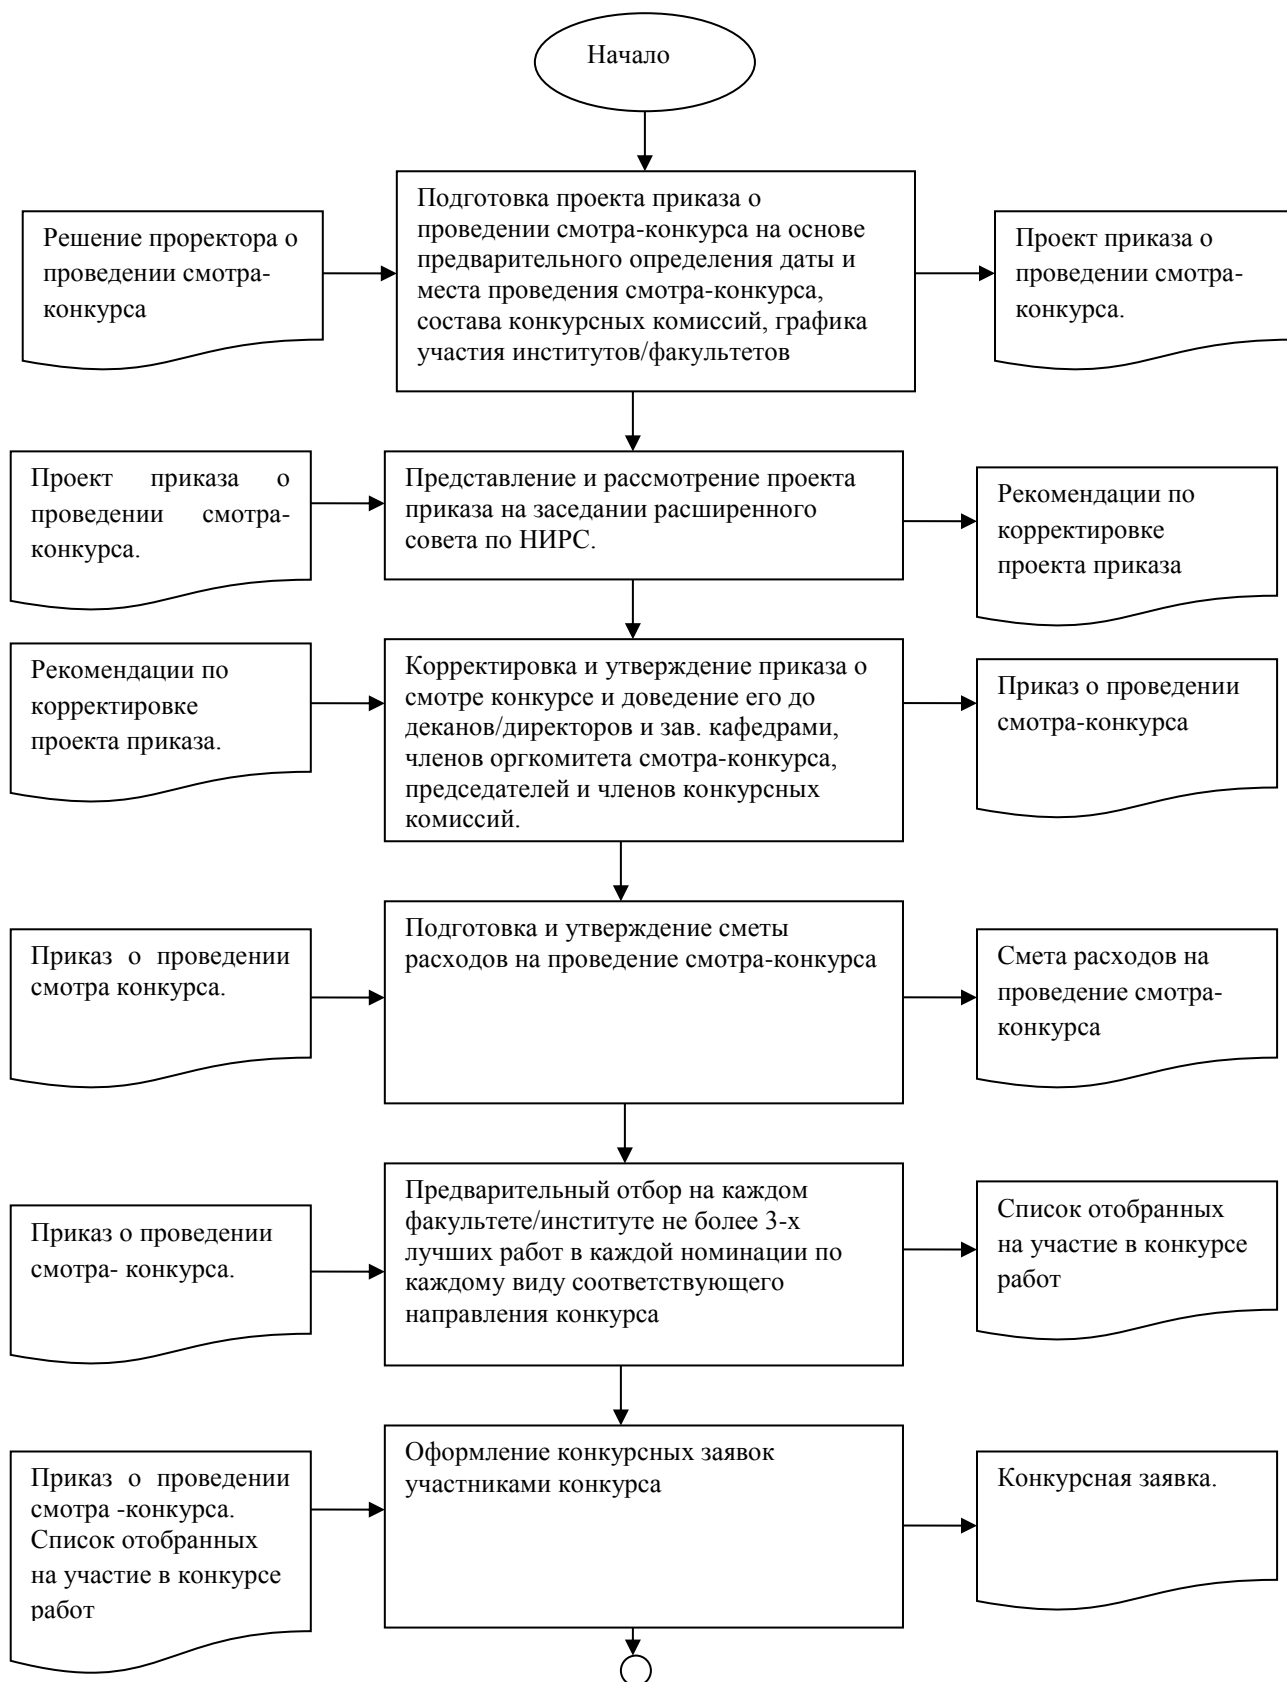 Начало
Решение проректора о
проведении смотра-
конкурса
Подготовка проекта приказа о
проведении смотра-конкурса на основе
предварительного определения даты и
места проведения смотра-конкурса,
состава конкурсных комиссий, графика
участия институтов/факультетов
Проект приказа о
проведении смотра-
конкурса.
Проект приказа о
проведении смотра-
конкурса.
Представление и рассмотрение проекта
приказа на заседании расширенного
совета по НИРС.
Рекомендации по
корректировке
проекта приказа
Рекомендации по
корректировке
проекта приказа.
Корректировка и утверждение приказа о
смотре конкурсе и доведение его до
деканов/директоров и зав. кафедрами,
членов оргкомитета смотра-конкурса,
председателей и членов конкурсных
комиссий.
Приказ о проведении
смотра-конкурса
Приказ о проведении
смотра конкурса.
Подготовка и утверждение сметы
расходов на проведение смотра-конкурса
Смета расходов на
проведение смотра-
конкурса
Приказ о проведении
смотра- конкурса.
Предварительный отбор на каждом
факультете/институте не более 3-х
лучших работ в каждой номинации по
каждому виду соответствующего
направления конкурса
Список отобранных
на участие в конкурсе
работ
Приказ о проведении
смотра -конкурса.
Список отобранных
на участие в конкурсе
работ
Оформление конкурсных заявок
участниками конкурса
Конкурсная заявка.